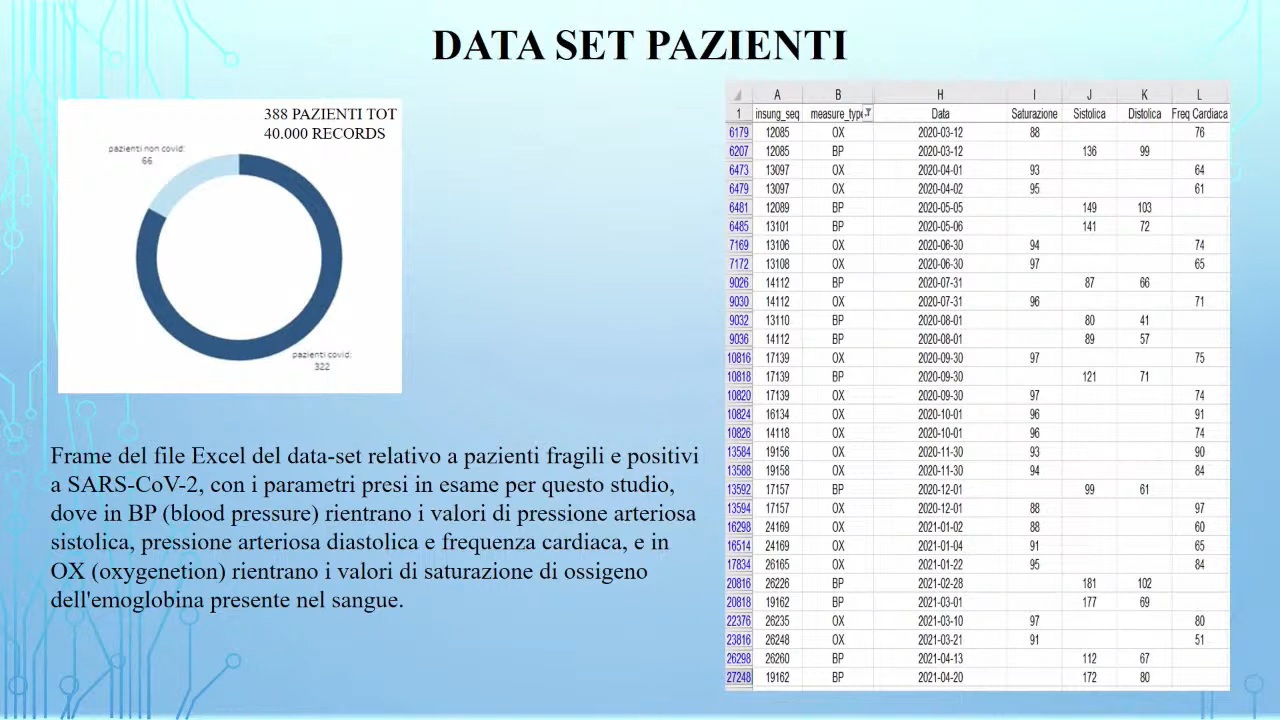 DATA SET PAZIENTI
388 PAZIENTI TOT
40.000 RECORDS
pazienti non covid:
66
pazienti covid:
322
Frame del file Excel del data-set relativo a pazienti fragili e positivi
a SARS-CoV-2, con i parametri presi in esame per questo studio,
dove in BP (blood pressure) rientrano i valori di pressione arteriosa
sistolica, pressione arteriosa diastolica e frequenza cardiaca, e in
OX (oxygenetion) rientrano i valori di saturazione di ossigeno
dell'emoglobina presente nel sangue.
A B H I J K L
1 insung_seq measure_type Data Saturazione Sistolica Distolica Freq Cardiaca
6179 12085 OX 2020-03-12 88 76
6207 12085 BP 2020-03-12 136 99
6473 13097 OX 2020-04-01 93 64
6479 13097 OX 2020-04-02 95 61
6481 12089 BP 2020-05-05 149 103
6485 13101 BP 2020-05-06 141 72
7169 13106 OX 2020-06-30 94 74
7172 13108 OX 2020-06-30 97 65
9026 14112 BP 2020-07-31 87 66
9030 14112 OX 2020-07-31 96 71
9032 13110 BP 2020-08-01 80 41
9036 14112 BP 2020-08-01 89 57
10816 17139 OX 2020-09-30 97 75
10818 17139 BP 2020-09-30 121 71
10820 17139 OX 2020-09-30 97 74
10824 16134 OX 2020-10-01 96 91
10826 14118 OX 2020-10-01 96 74
13584 19156 OX 2020-11-30 93 90
13588 19158 OX 2020-11-30 94 84
13592 17157 BP 2020-12-01 99 61
13594 17157 OX 2020-12-01 88 97
16298 24169 OX 2021-01-02 88 60
16514 24169 OX 2021-01-04 91 65
17834 26165 OX 2021-01-22 95 84
20816 26226 BP 2021-02-28 181 102
20818 19162 BP 2021-03-01 177 69
22376 26235 OX 2021-03-10 97 80
23816 26248 OX 2021-03-21 91 51
26298 26260 BP 2021-04-13 112 67
27248 19162 BP 2021-04-20 172 80